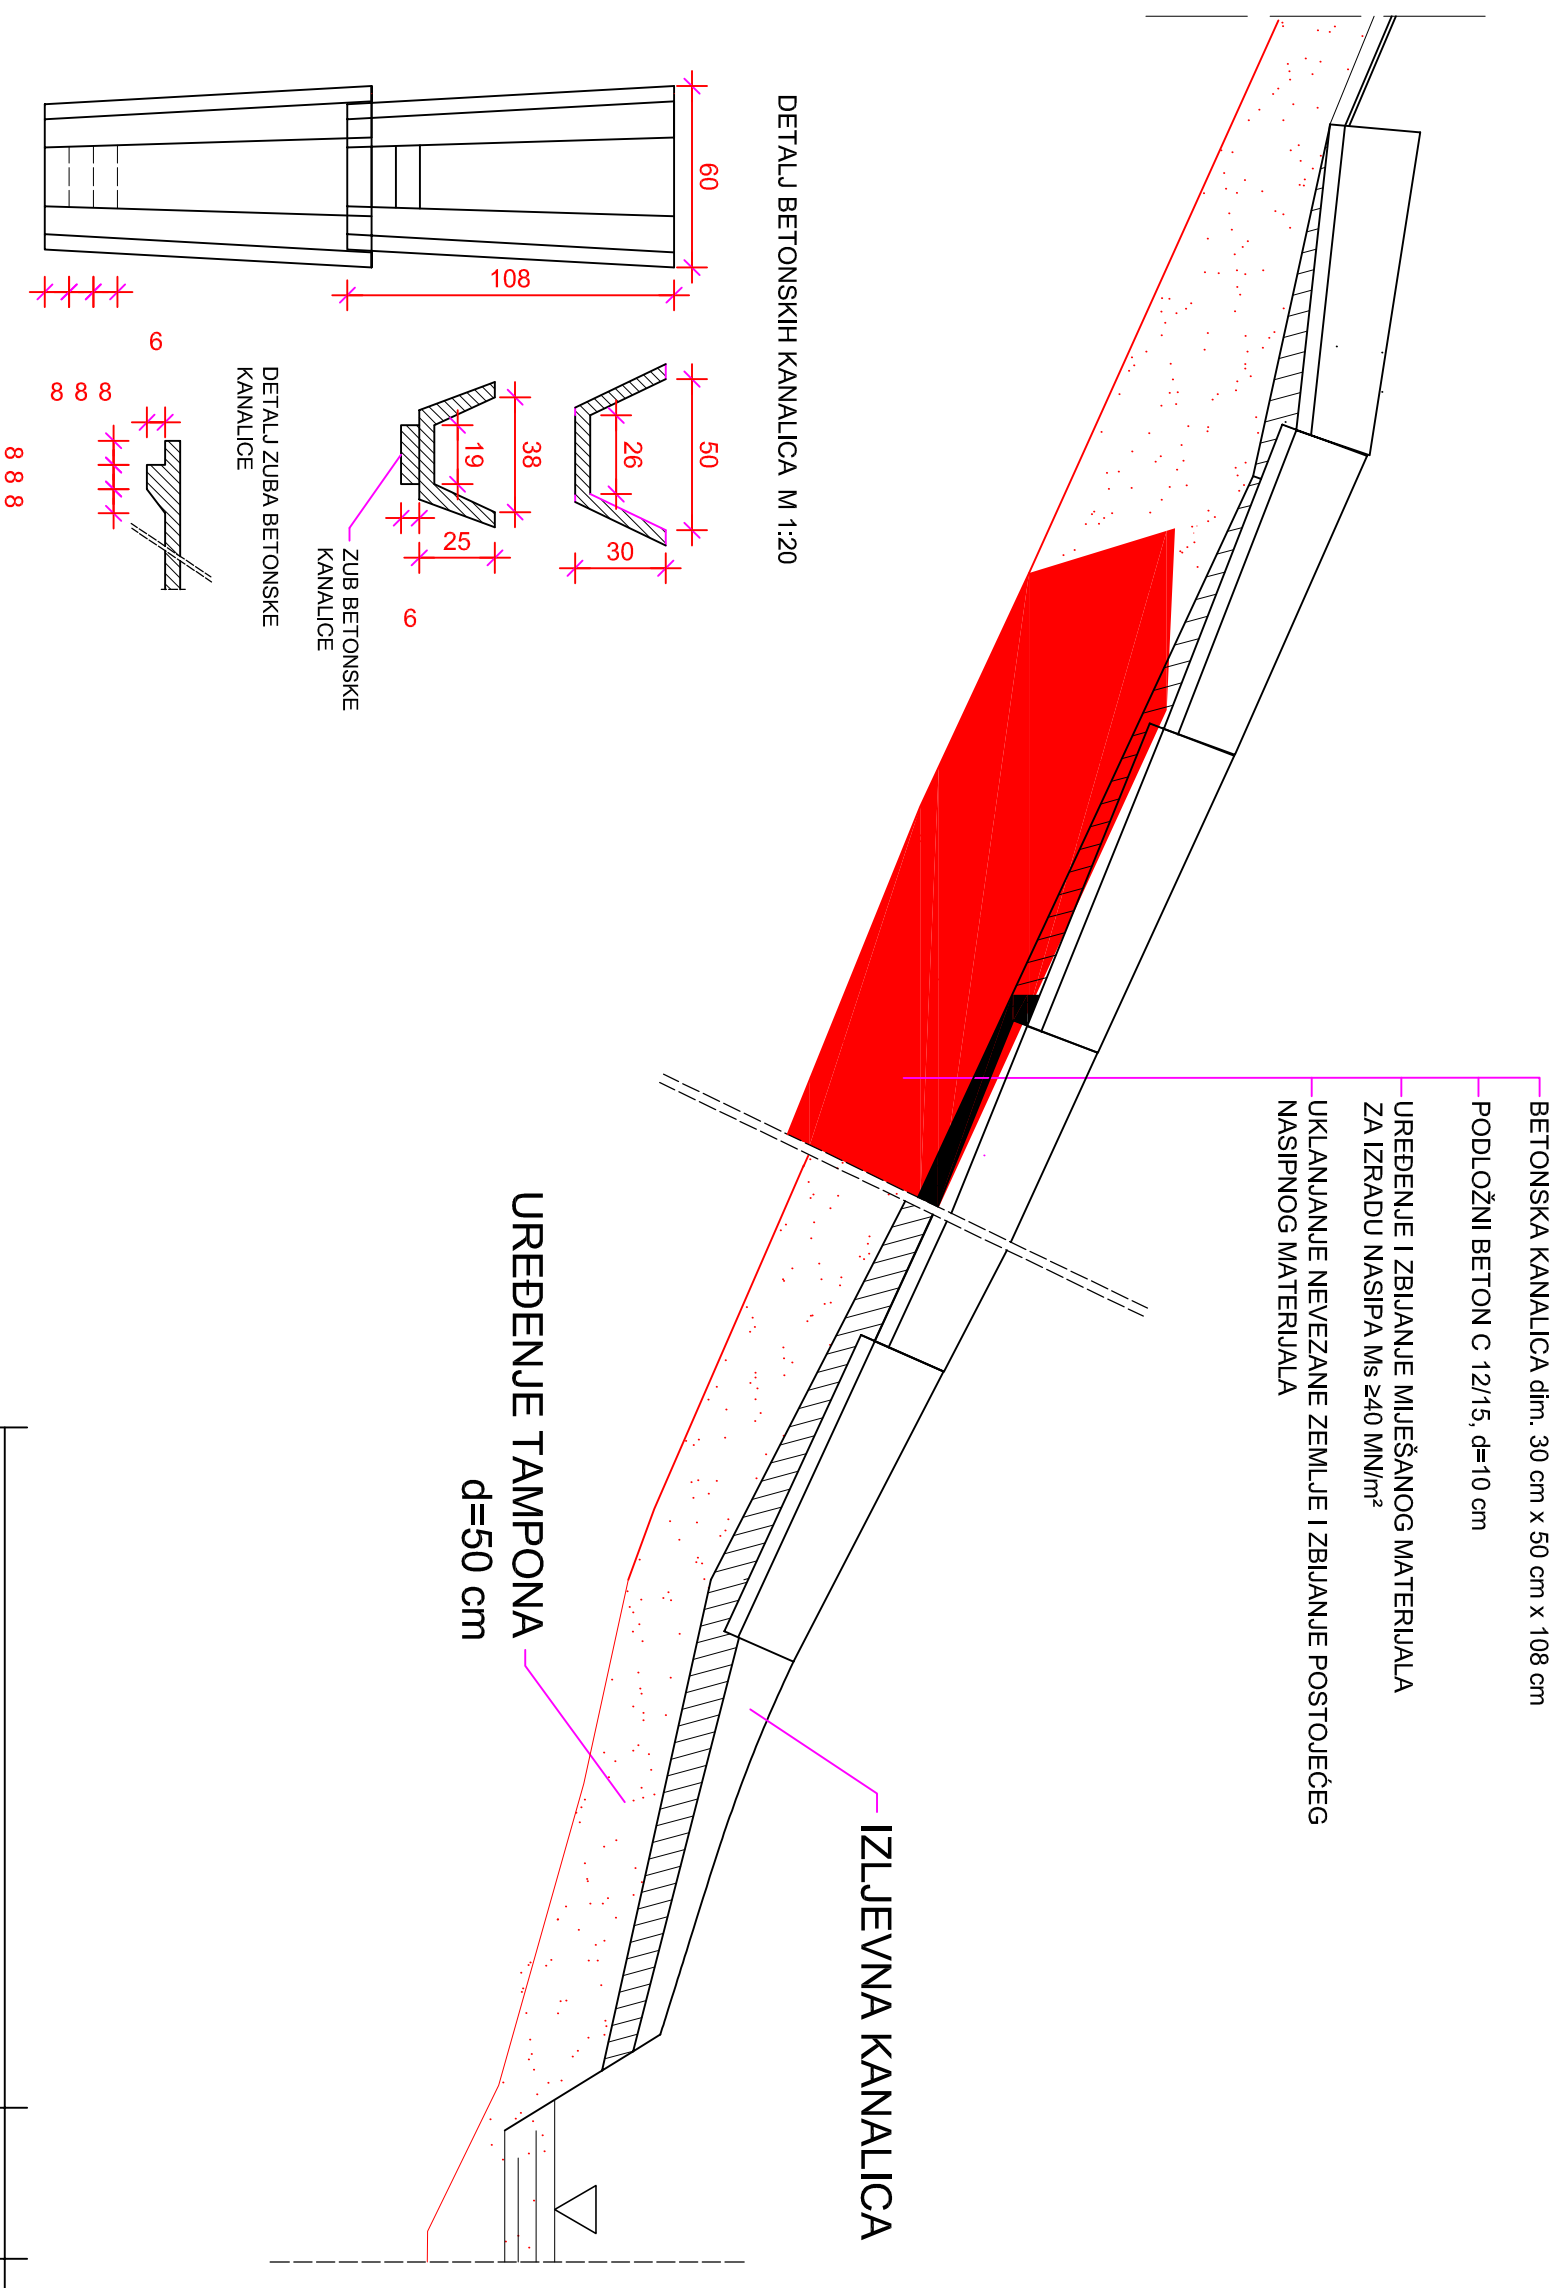 BETONSKA KANALICA dim. 30 cm x 50 cm x 108 cm
PODLOŽNI BETON C 12/15, d=10 cm
UREĐENJE I ZBIJANJE MIJEŠANOG MATERIJALA
ZA IZRADU NASIPA Ms ≥40 MN/m²
UKLANJANJE NEVEZANE ZEMLJE I ZBIJANJE POSTOJEĆEG
NASIPNOG MATERIJALA
IZLJEVNA KANALICA
UREĐENJE TAMPONA
d=50 cm
DETALJ BETONSKIH KANALICA M 1:20
60
108
50
26
30
38
19
25
6
ZUB BETONSKE
KANALICE
DETALJ ZUBA BETONSKE
KANALICE
6
8 8 8
8 8 8